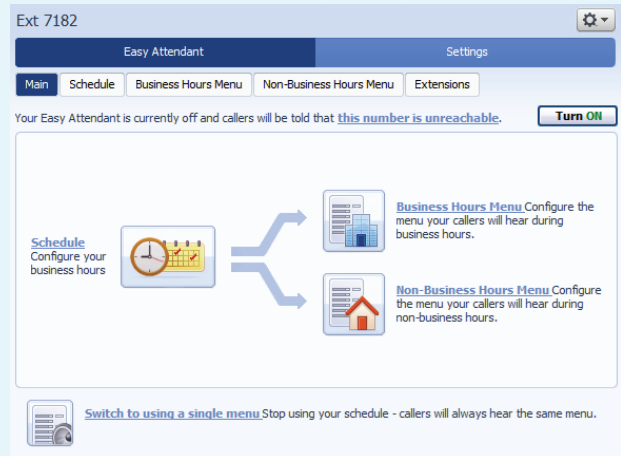 Ext 7182
Easy Attendant
Settings
Main
Schedule
Business Hours Menu
Non-Business Hours Menu
Extensions
Your Easy Attendant is currently off and callers will be told that this number is unreachable.
Turn ON
Schedule
Configure your
business hours
Business Hours Menu Configure the
menu your callers will hear during
business hours.
Non-Business Hours Menu Configure
the menu your callers will hear during
non-business hours.
Switch to using a single menu Stop using your schedule - callers will always hear the same menu.